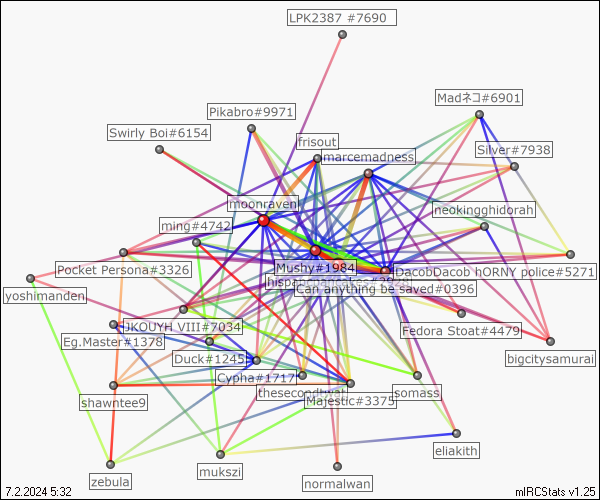 LPK2387 #7690
Madネコ#6901
Pikabro#9971
Swirly Boi#6154
frisout
Silver#7938
marcemadness
moonraven
neokingghidorah
ming#4742
Pocket Persona#3326
Mushy#1984
DacobDacob hORNY police#5271
Can anything be saved#0396
yoshimanden
JKOUYH VIII#7034
Fedora Stoat#4479
Eg.Master#1378
Duck#1245
bigcitysamurai
Cypha#1717
thesecondtwat
somass
shawntee9
Majestic#3375
eliakith
zebula
mukszi
normalwan
7.2.2024 5:32
mIRCStats v1.25